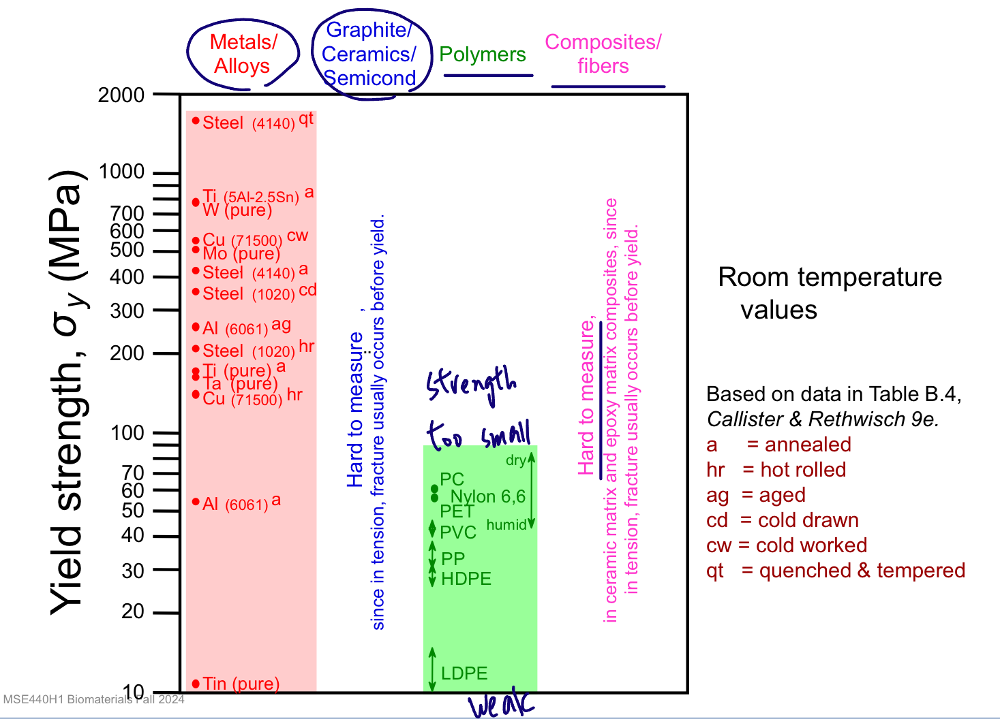 Metals/
Alloys
Graphite/
Ceramics/
Semicond
Polymers
Composites/
fibers
Yield strength, σy (MPa)
2000
1000
700
600
500
400
300
200
100
70
60
50
40
30
20
10
Steel (4140) qt
Ti (5Al-2.5Sn) a
W (pure)
Cu (71500) cw
Mo (pure)
Steel (4140) a
Steel (1020) cd
Al (6061) ag
Steel (1020) hr
Ti (pure) a
Ta (pure)
Cu (71500) hr
Al (6061) a
Tin (pure)
Hard to measure ,
since in tension, fracture usually occurs before yield.
strength
too small
dry
PC
Nylon 6,6
PET
humid
PVC
PP
HDPE
LDPE
weak
Hard to measure,
in ceramic matrix and epoxy matrix composites, since
in tension, fracture usually occurs before yield.
Room temperature
values
Based on data in Table B.4,
Callister & Rethwisch 9e.
a = annealed
hr = hot rolled
ag = aged
cd = cold drawn
cw = cold worked
qt = quenched & tempered
MSE440H1 Biomaterials Fall 2024